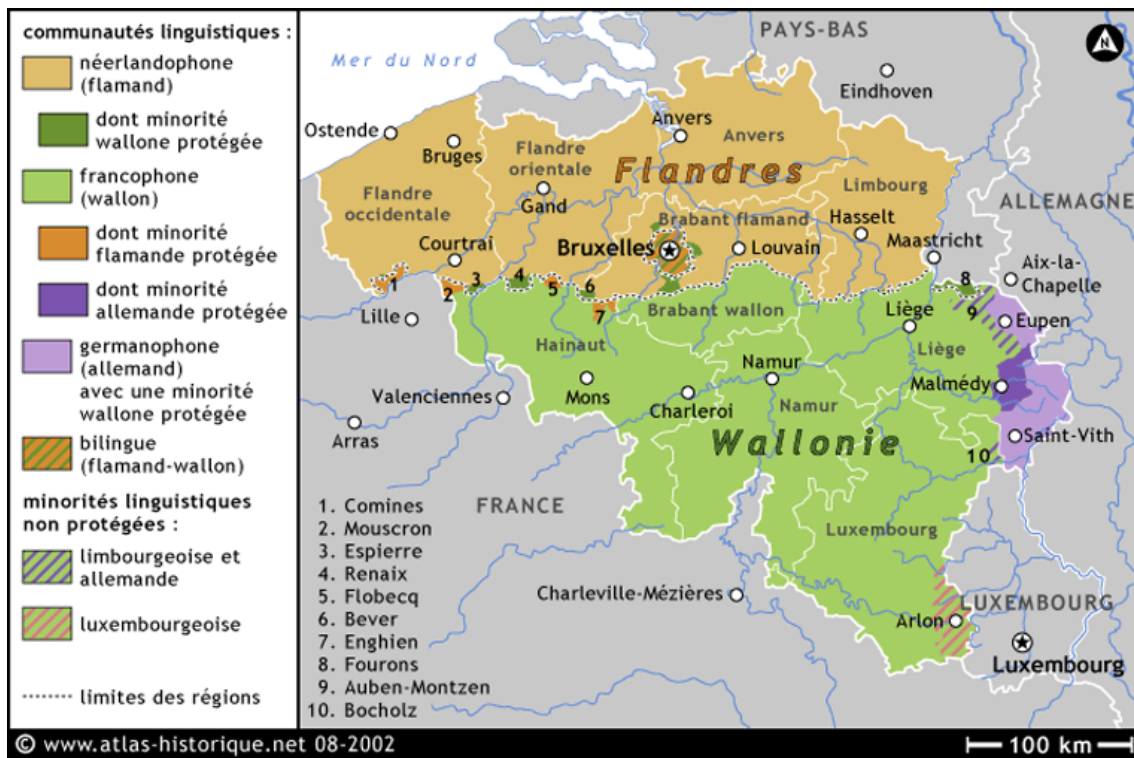 communautés linguistiques :
néerlandophone
(flamand)
dont minorité
wallone protégée
francophone
(wallon)
dont minorité
flamande protégée
dont minorité
allemande protégée
germanophone
(allemand)
avec une minorité
wallone protégée
bilingue
(flamand-wallon)
minorités linguistiques
non protégées :
limbourgeoise et
allemande
luxembourgeoise
limites des régions
PAYS-BAS
N
Mer du Nord
Eindhoven
Ostende
Bruges
Anvers
Anvers
Flandre
orientale
Flandres
Gand
Flandre
occidentale
Limbourg
ALLEMAGNE
Brabant flamand
Hasselt
Courtrai
Bruxelles
Louvain
Maastricht
Aix-la-
Chapelle
1
2
3
4
5
6
7
8
9
Lille
Brabant wallon
Liège
Eupen
Hainaut
Liège
Namur
Malmédy
Valenciennes
Mons
Charleroi
Namur
Arras
Wallonie
Saint-Vith
10
FRANCE
Luxembourg
1. Comines
2. Mouscron
3. Espierre
4. Renaix
5. Flobecq
6. Bever
7. Enghien
8. Fourons
9. Auben-Montzen
10. Bocholz
Charleville-Mézières
LUXEMBOURG
Arlon
Luxembourg
© www.atlas-historique.net 08-2002
100 km